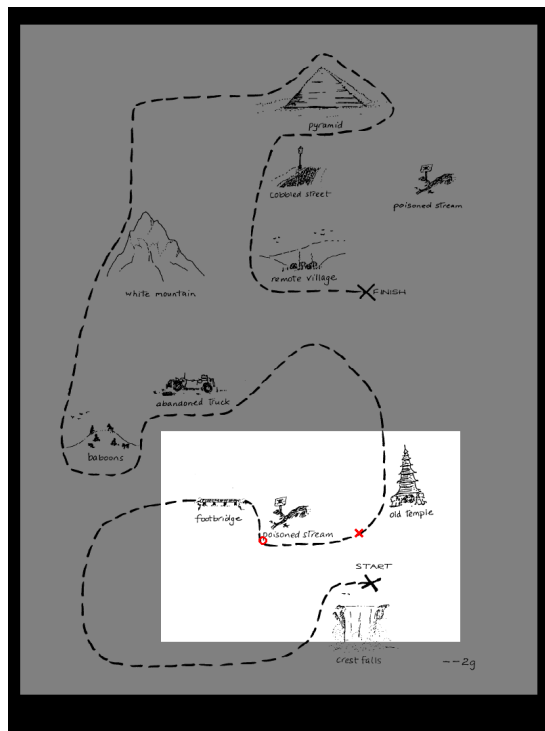 pyramid
cobbled street
poisoned stream
remote village
white mountain
FINISH
abandoned truck
baboons
old temple
footbridge
poisoned stream
START
crest falls
--2g